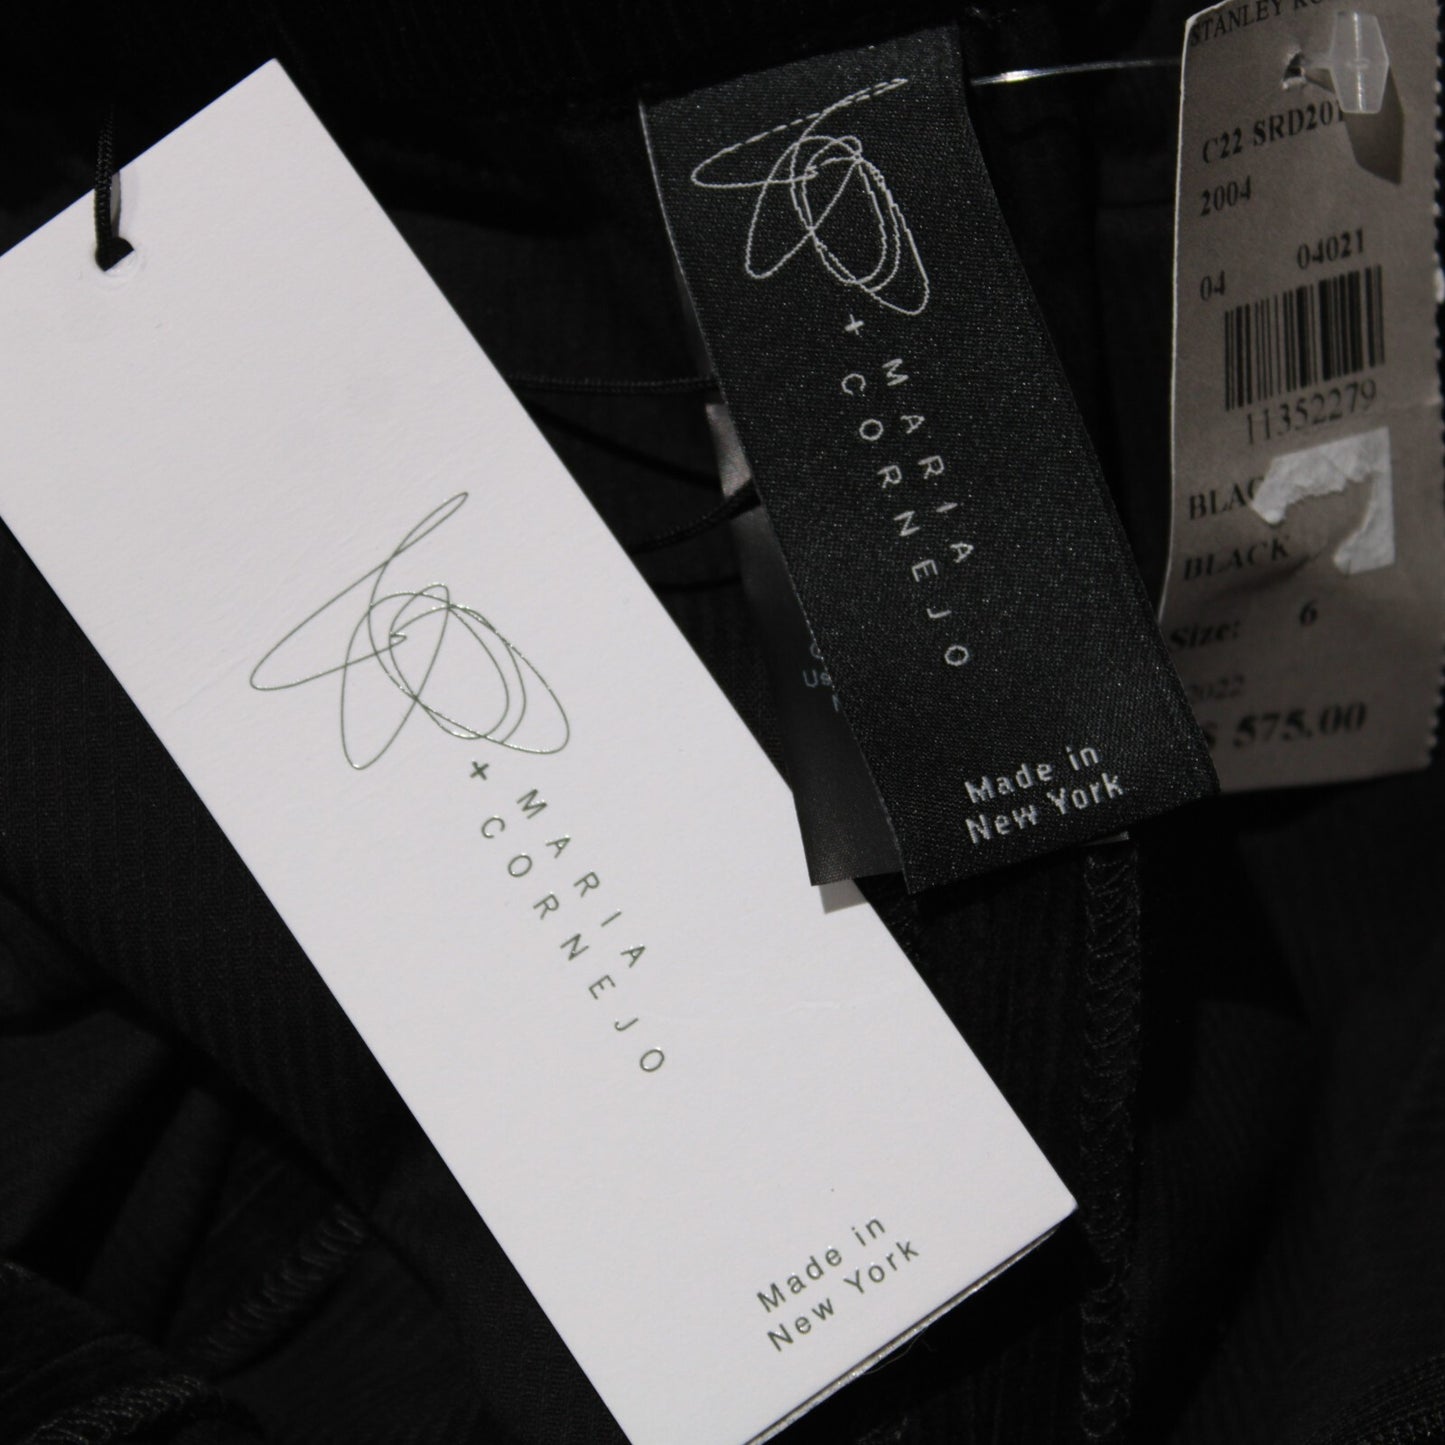 + MARIA
CORNEJO
Made in
New York
+ MARIA
CORNEJO
Made in
New York
STANLEY
C22 SRD201
2004
04021
04
11352279
BLACK
Size: 6
2022
575.00